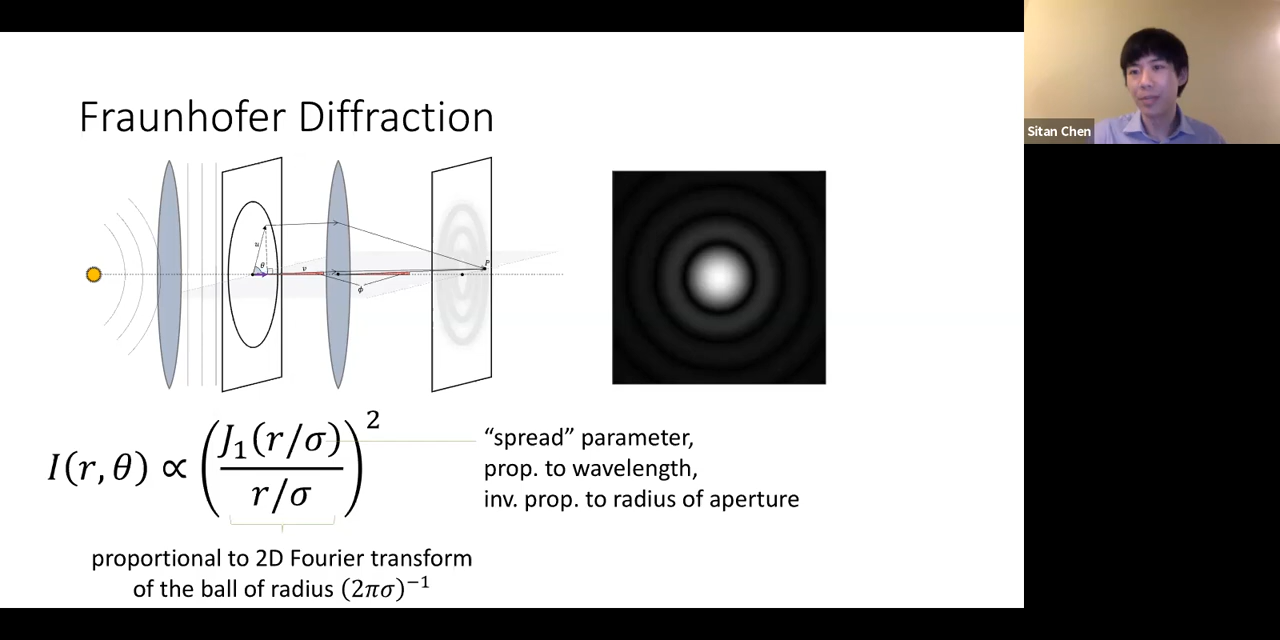 Fraunhofer Diffraction
Sitan Chen
u
θ
v
ϕ
P
I(r, θ) ∝ (J₁(r/σ) / (r/σ))²
"spread" parameter,
prop. to wavelength,
inv. prop. to radius of aperture
proportional to 2D Fourier transform
of the ball of radius (2πσ)⁻¹